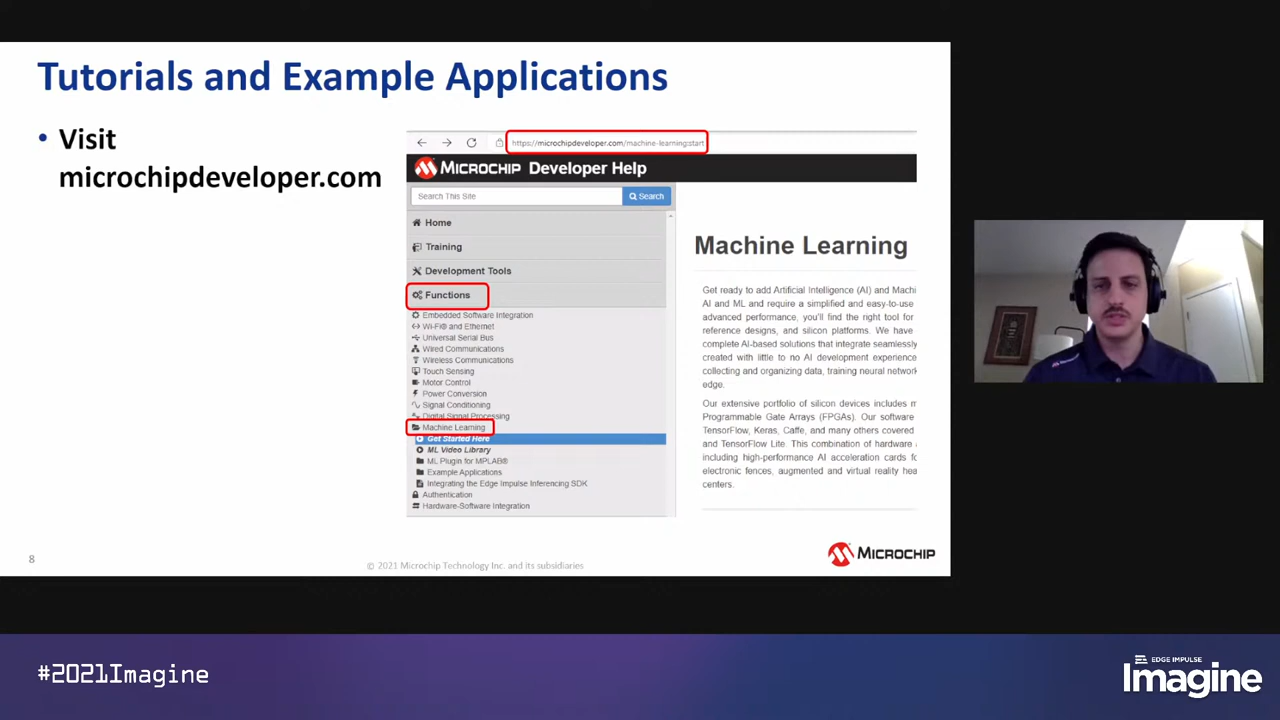 Tutorials and Example Applications
• Visit
microchipdeveloper.com
https://microchipdeveloper.com/machine-learning:start
MICROCHIP Developer Help
Search This Site
Search
Home
Training
Development Tools
Functions
Embedded Software Integration
Wi-Fi® and Ethernet
Universal Serial Bus
Wired Communications
Wireless Communications
Touch Sensing
Motor Control
Power Conversion
Signal Conditioning
Digital Signal Processing
Machine Learning
Get Started Here
ML Video Library
ML Plugin for MPLAB®
Example Applications
Integrating the Edge Impulse Inferencing SDK
Authentication
Hardware-Software Integration
Machine Learning
Get ready to add Artificial Intelligence (AI) and Machi
AI and ML and require a simplified and easy-to-use
advanced performance, you'll find the right tool for
reference designs, and silicon platforms. We have
complete AI-based solutions that integrate seamlessly
created with little to no AI development experience
collecting and organizing data, training neural network
edge.
Our extensive portfolio of silicon devices includes m
Programmable Gate Arrays (FPGAs). Our software
TensorFlow, Keras, Caffe, and many others covered
and TensorFlow Lite. This combination of hardware
including high-performance AI acceleration cards fo
electronic fences, augmented and virtual reality hea
centers.
8
© 2021 Microchip Technology Inc. and its subsidiaries
MICROCHIP
#2021Imagine
EDGE IMPULSE
Imagine